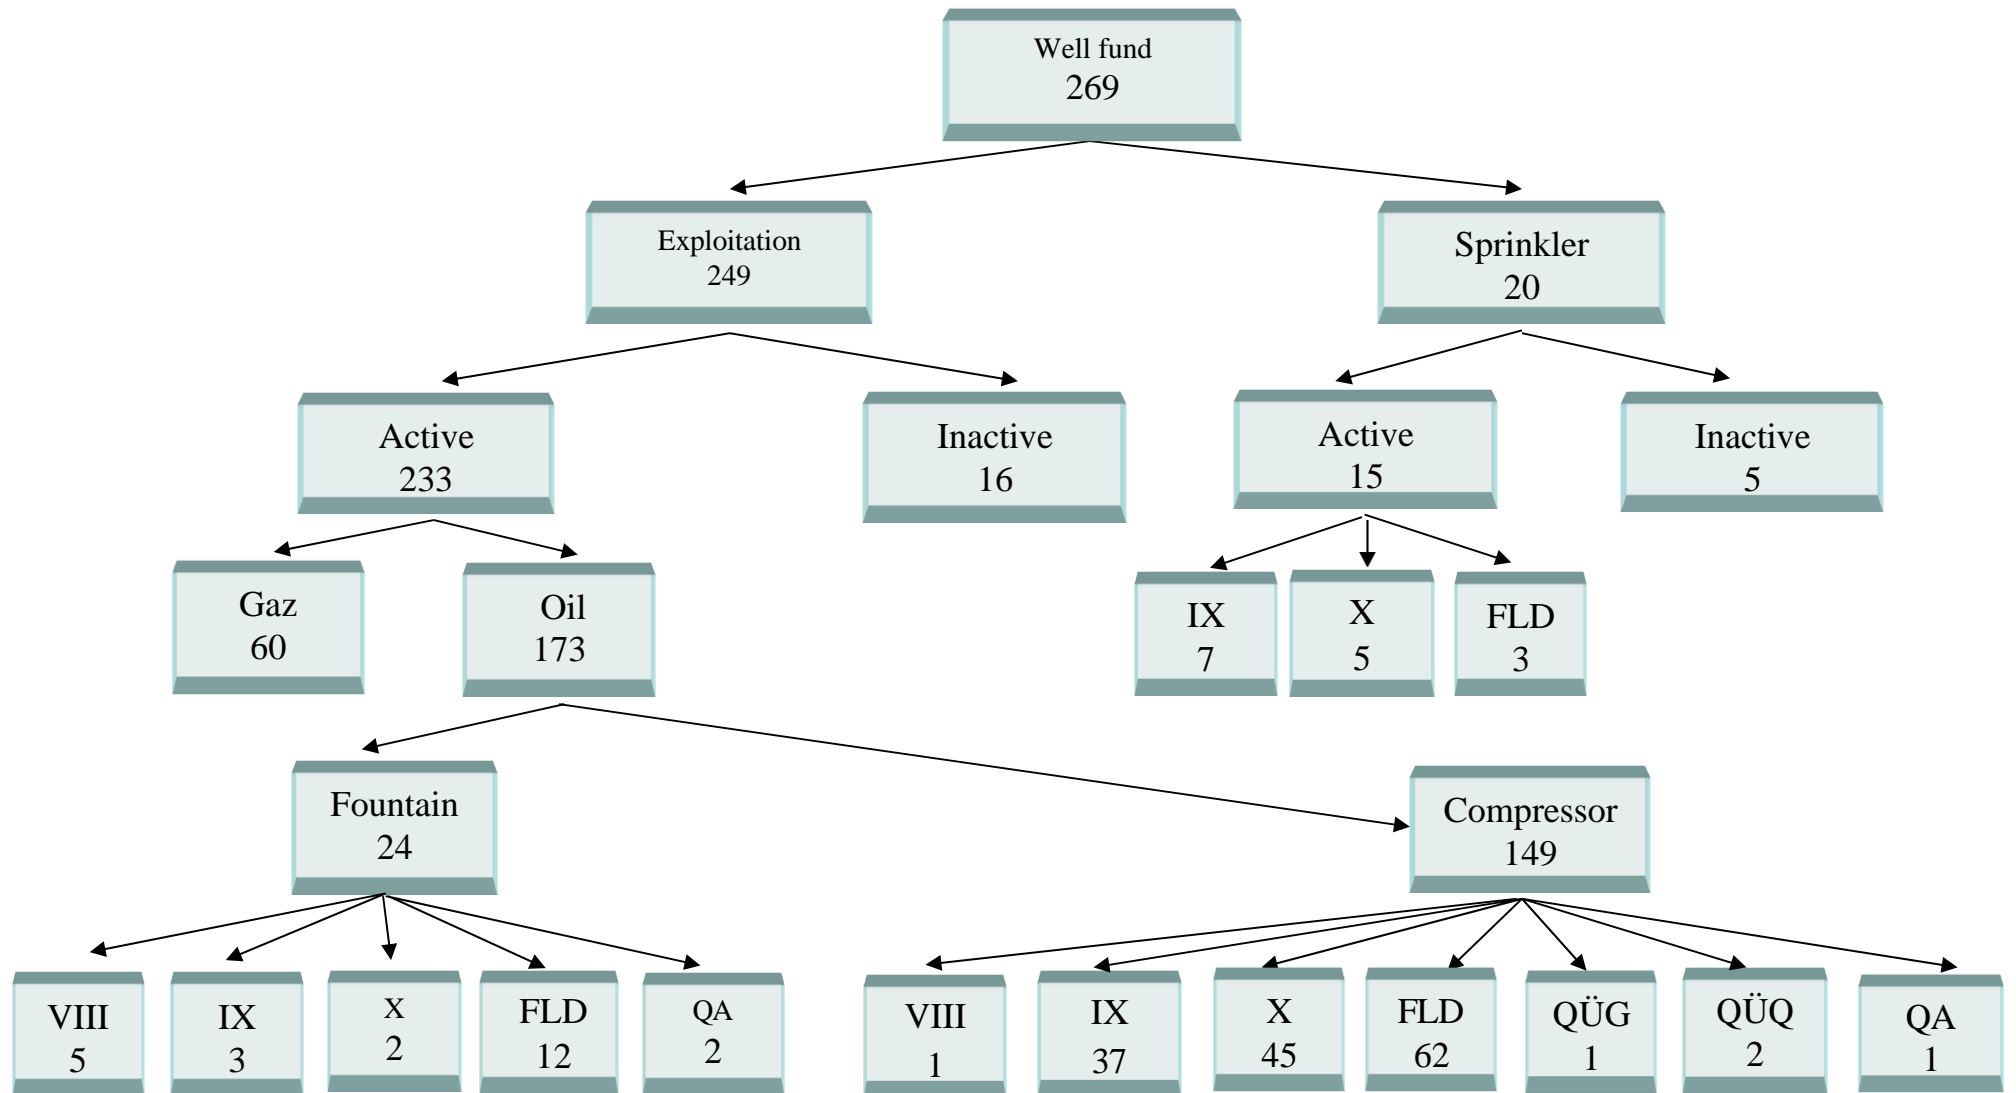 Well fund
269
Exploitation
249
Sprinkler
20
Active
233
Inactive
16
Active
15
Inactive
5
Gaz
60
Oil
173
IX
7
X
5
FLD
3
Fountain
24
Compressor
149
VIII
5
IX
3
X
2
FLD
12
QA
2
VIII
1
IX
37
X
45
FLD
62
QÜG
1
QÜQ
2
QA
1